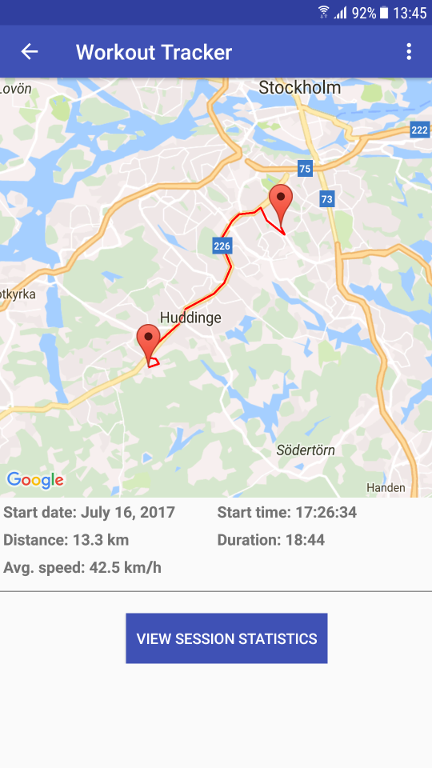 92% 13:45
Workout Tracker
Lovön
Stockholm
222
75
73
226
otkyrka
Huddinge
Södertörn
Google
Handen
Start date: July 16, 2017 Start time: 17:26:34
Distance: 13.3 km Duration: 18:44
Avg. speed: 42.5 km/h
VIEW SESSION STATISTICS